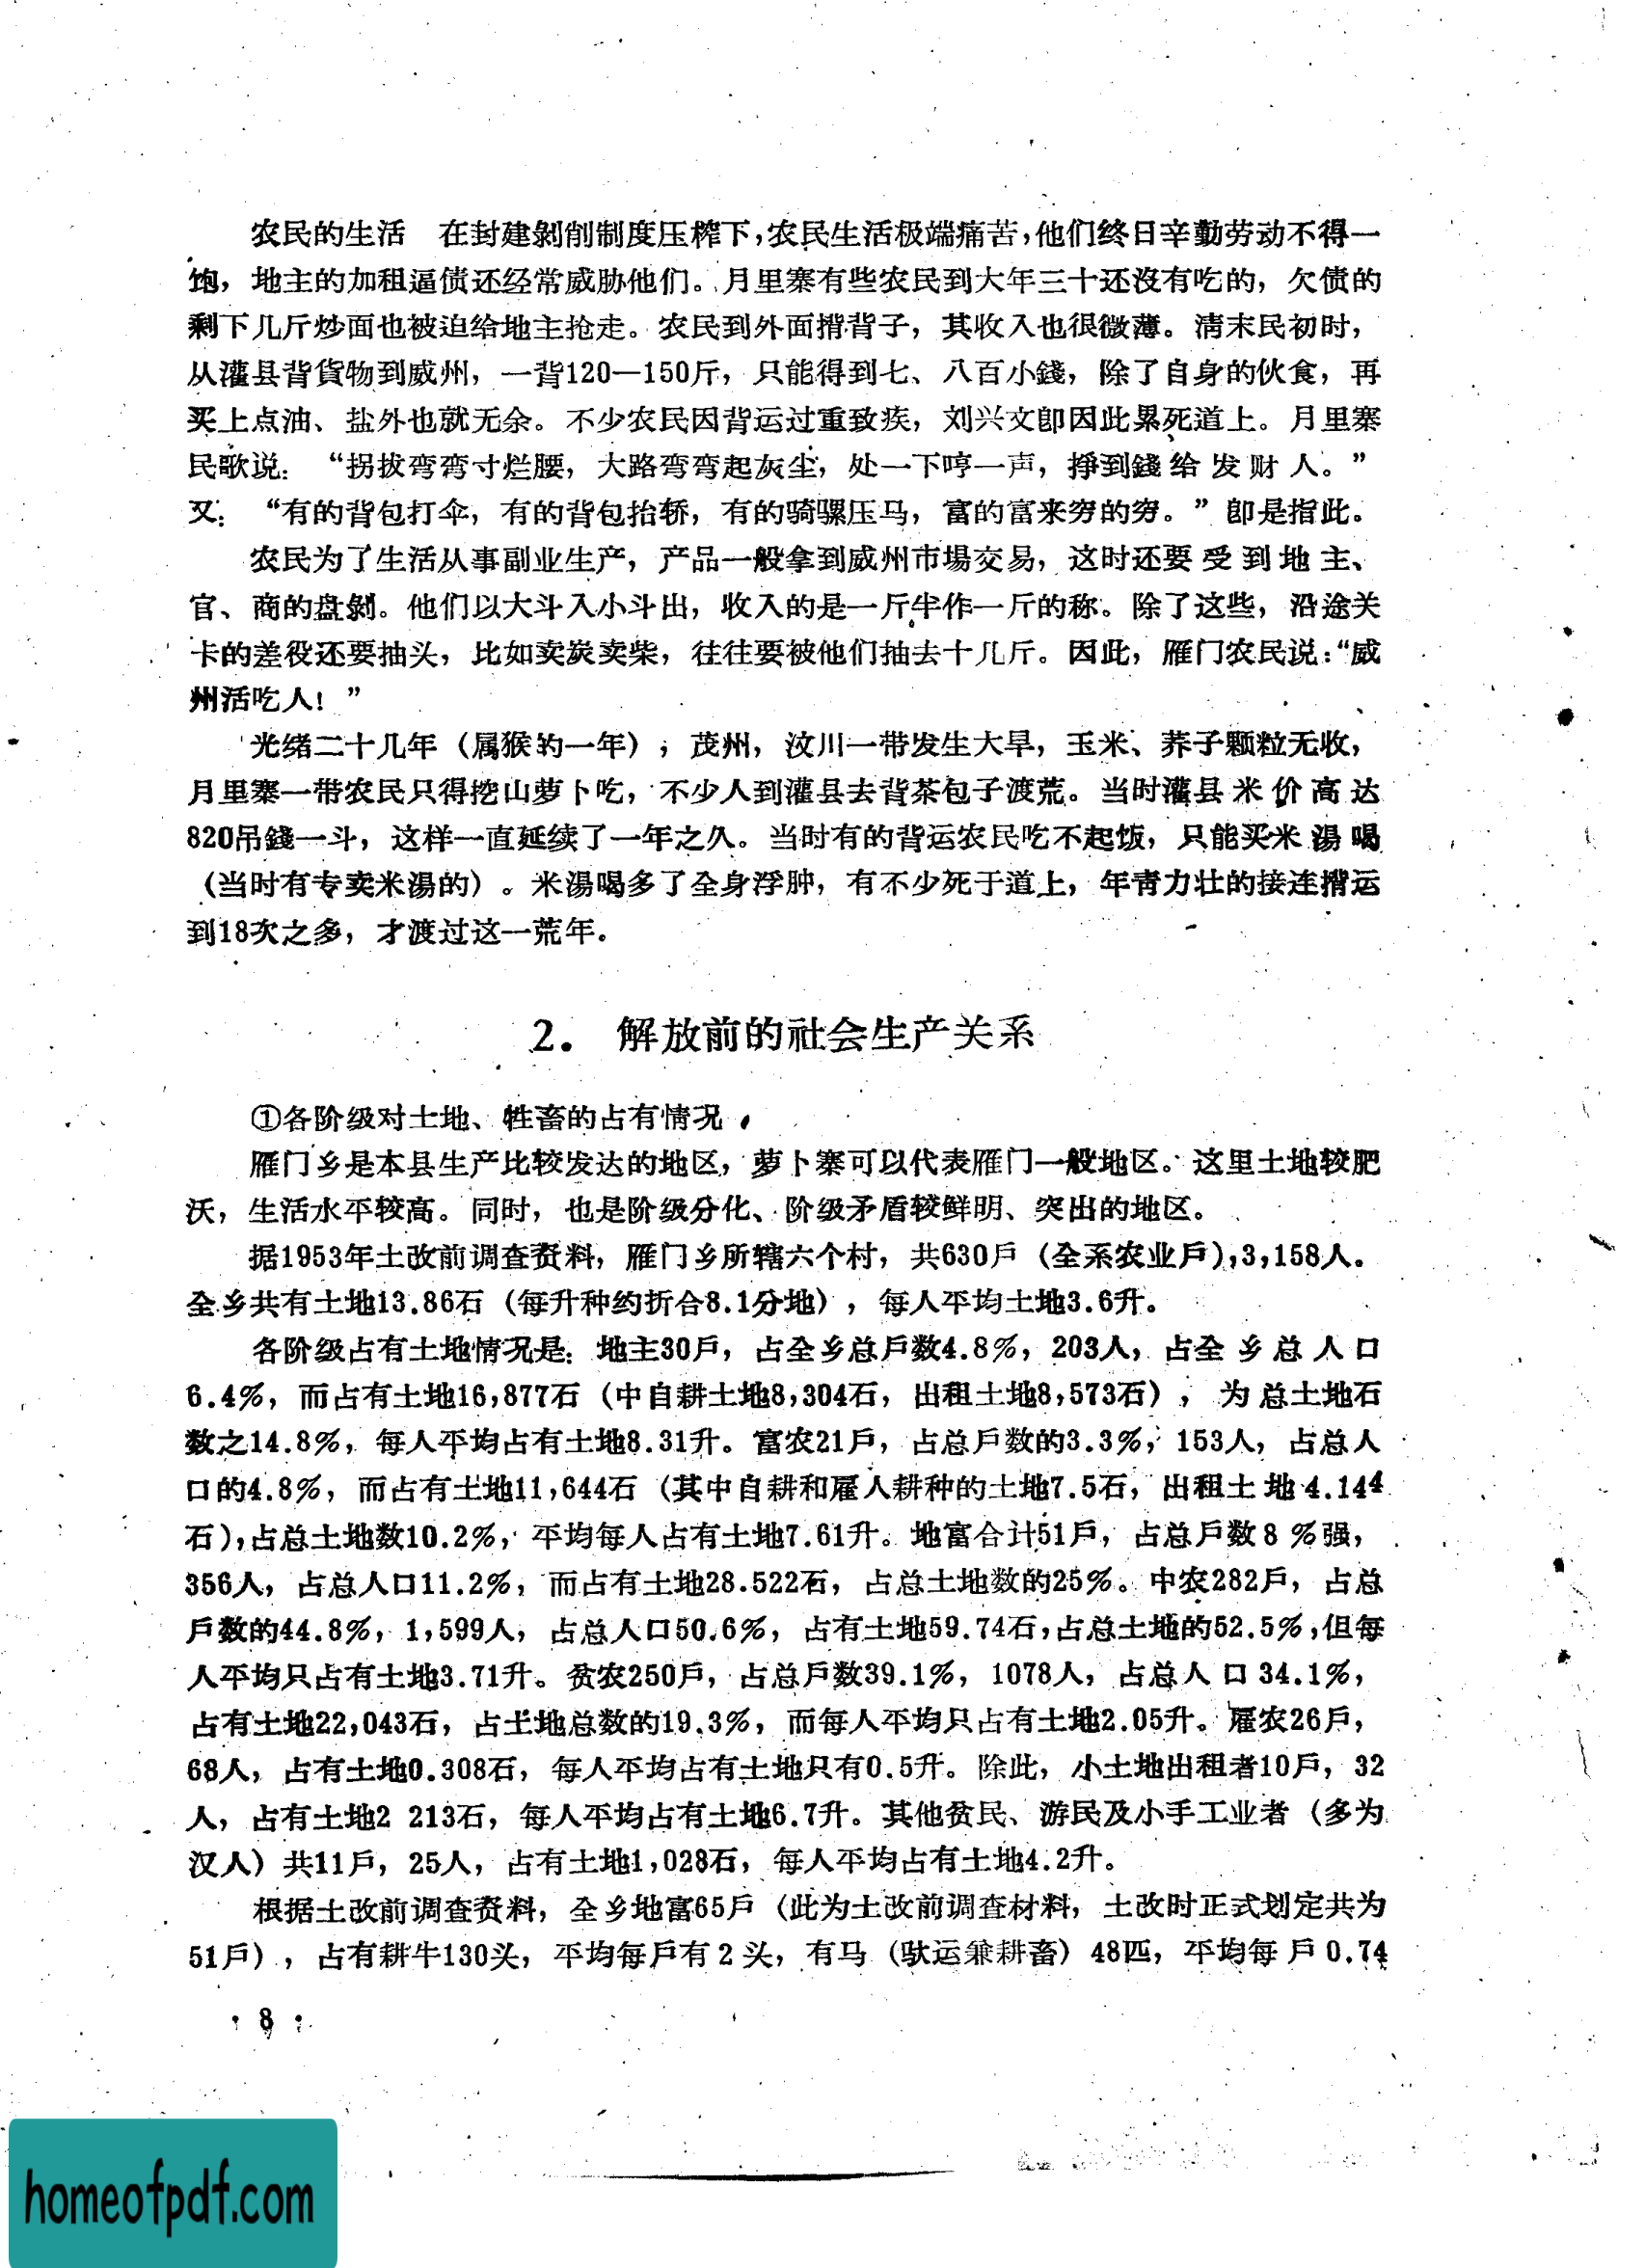 农民的生活　在封建剝削制度压榨下,农民生活极端痛苦,他们终日辛勤劳动不得一
饱，地主的加租逼债还经常威胁他们。月里寨有些农民到大年三十还沒有吃的，欠债的
剩下几斤炒面也被迫给地主抢走。农民到外面揹背子，其收入也很微薄。清末民初时，
从灌县背貨物到威州，一背120—150斤，只能得到七、八百小錢，除了自身的伙食，再
买上点油、盐外也就无余。不少农民因背运过重致疾，刘兴文卽因此累死道上。月里寨
民歌说：“拐拔弯弯寸烂腰，大路弯弯起灰尘，处一下哼一声，掙到錢给发财人。”
又：“有的背包打伞，有的背包抬轿，有的骑骡压马，富的富来穷的穷。”卽是指此。
农民为了生活从事副业生产，产品一般拿到威州市場交易，这时还要受到地主、
官、商的盘剝。他们以大斗入小斗出，收入的是一斤半作一斤的称。除了这些，沿途关
卡的差役还要抽头，比如卖炭卖柴，往往要被他们抽去十几斤。因此，雁门农民说：“威
州活吃人！”
光绪二十几年（属猴的一年），茂州，汶川一带发生大旱，玉米、荞子颗粒无收，
月里寨一带农民只得挖山萝卜吃，不少人到灌县去背茶包子渡荒。当时灌县米价高达
820吊錢一斗，这样一直延续了一年之久。当时有的背运农民吃不起饭，只能买米湯喝
（当时有专卖米湯的）。米湯喝多了全身浮肿，有不少死于道上，年青力壮的接连揹运
到18次之多，才渡过这一荒年。
2. 解放前的社会生产关系
①各阶级对土地、牲畜的占有情况
雁门乡是本县生产比较发达的地区，萝卜寨可以代表雁门一般地区。这里土地较肥
沃，生活水平较高。同时，也是阶级分化、阶级矛盾较鲜明、突出的地区。
据1953年土改前调查资料，雁门乡所辖六个村，共630戶（全系农业戶),3,158人。
全乡共有土地13.86石（每升种约折合8.1分地），每人平均土地3.6升。
各阶级占有土地情况是：地主30戶，占全乡总戶数4.8%，203人，占全乡总人口
6.4%，而占有土地16,877石（中自耕土地8,304石，出租土地8,573石），为总土地石
数之14.8%，每人平均占有土地8.31升。富农21戶，占总戶数的3.3%，153人，占总人
口的4.8%，而占有土地11,644石（其中自耕和雇人耕种的土地7.5石，出租土地4.144
石),占总土地数10.2%，平均每人占有土地7.61升。地富合计51戶，占总戶数8%强，
356人，占总人口11.2%，而占有土地28.522石，占总土地数的25%。中农282戶，占总
戶数的44.8%，1,599人，占总人口50.6%，占有土地59.74石,占总土地的52.5%,但每
人平均只占有土地3.71升。贫农250戶，占总戶数39.1%，1078人，占总人口34.1%，
占有土地22,043石，占土地总数的19.3%，而每人平均只占有土地2.05升。雇农26戶，
68人，占有土地0.308石，每人平均占有土地只有0.5升。除此，小土地出租者10戶，32
人，占有土地2 213石，每人平均占有土地6.7升。其他贫民、游民及小手工业者（多为
汉人）共11戶，25人，占有土地1,028石，每人平均占有土地4.2升。
根据土改前调查资料，全乡地富65戶（此为土改前调查材料，土改时正式划定共为
51戶），占有耕牛130头，平均每戶有2头，有马（驮运兼耕畜）48匹，平均每戶0.74
·8·
homeofpdf.com